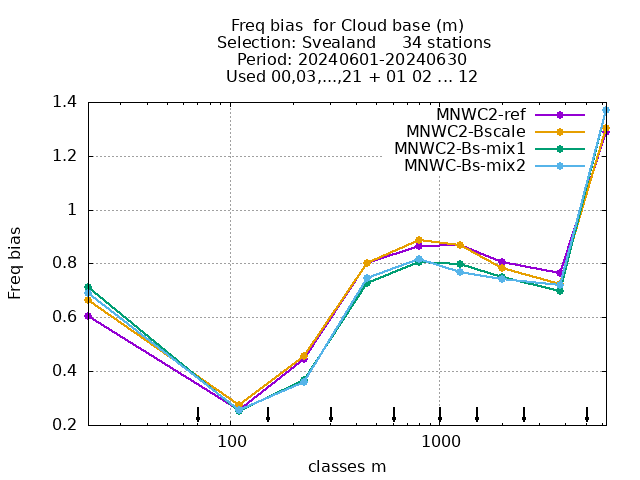 Freq bias  for Cloud base (m)
Selection: Svealand     34 stations
Period: 20240601-20240630
Used 00,03,...,21 + 01 02 ... 12
MNWC2-ref
MNWC2-Bscale
MNWC2-Bs-mix1
MNWC-Bs-mix2
1.4
1.2
1
0.8
0.6
0.4
0.2
Freq bias
100
1000
classes m